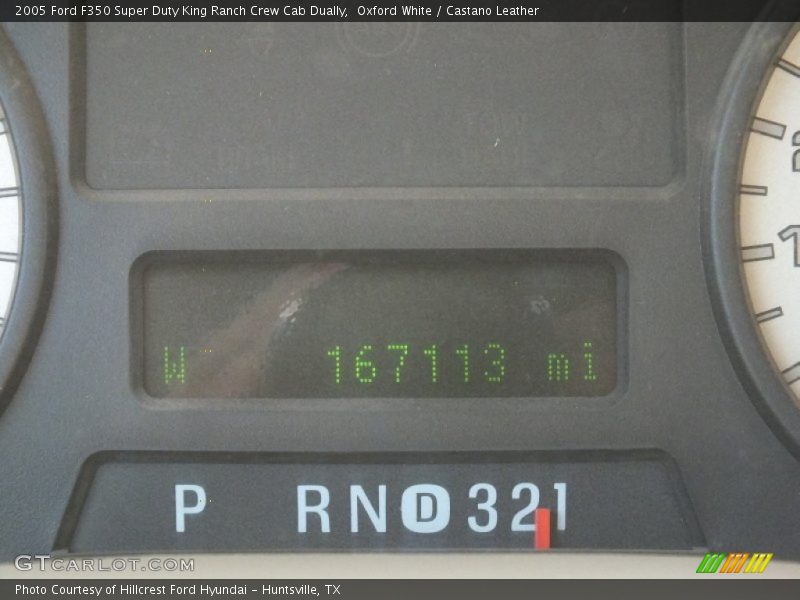 2005 Ford F350 Super Duty King Ranch Crew Cab Dually,  Oxford White / Castano Leather
2
1
W 167113 mi
P RND321
GTCARLOT.COM
Photo Courtesy of Hillcrest Ford Hyundai - Huntsville, TX